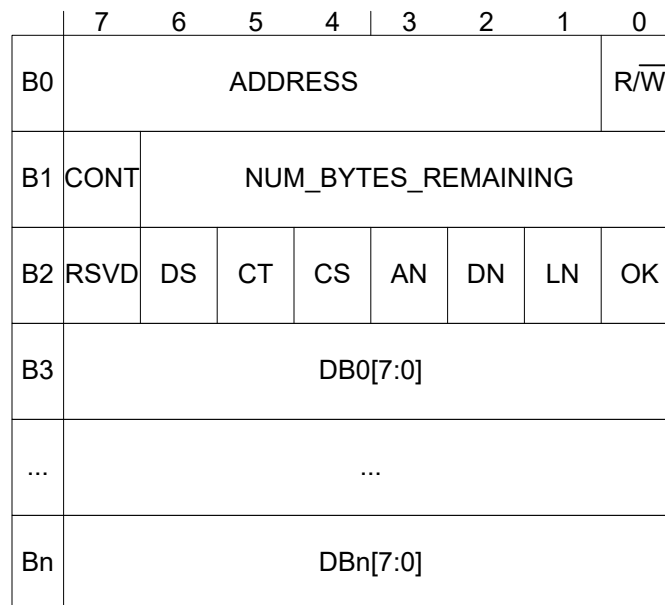 7 6 5 4 3 2 1 0
B0 ADDRESS R/W̅
B1 CONT NUM_BYTES_REMAINING
B2 RSVD DS CT CS AN DN LN OK
B3 DB0[7:0]
... ...
Bn DBn[7:0]